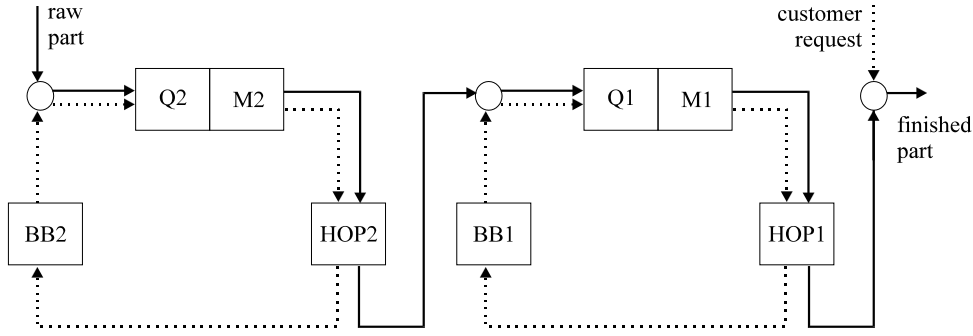 raw
part
customer
request
Q2 M2
Q1 M1
finished
part
BB2
HOP2
BB1
HOP1